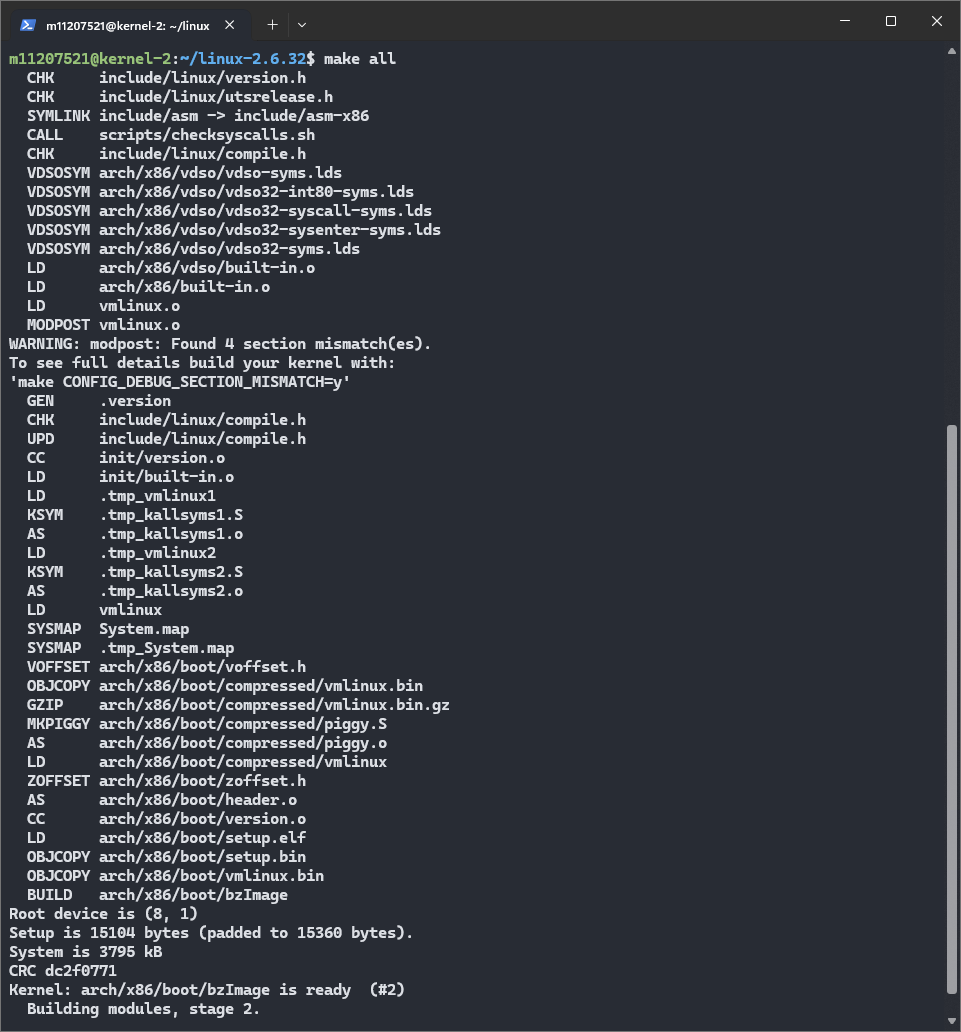 m11207521@kernel-2: ~/linux
m11207521@kernel-2:~/linux-2.6.32$ make all
  CHK     include/linux/version.h
  CHK     include/linux/utsrelease.h
  SYMLINK include/asm -> include/asm-x86
  CALL    scripts/checksyscalls.sh
  CHK     include/linux/compile.h
  VDSOSYM arch/x86/vdso/vdso-syms.lds
  VDSOSYM arch/x86/vdso/vdso32-int80-syms.lds
  VDSOSYM arch/x86/vdso/vdso32-syscall-syms.lds
  VDSOSYM arch/x86/vdso/vdso32-sysenter-syms.lds
  VDSOSYM arch/x86/vdso/vdso32-syms.lds
  LD      arch/x86/vdso/built-in.o
  LD      arch/x86/built-in.o
  LD      vmlinux.o
  MODPOST vmlinux.o
WARNING: modpost: Found 4 section mismatch(es).
To see full details build your kernel with:
'make CONFIG_DEBUG_SECTION_MISMATCH=y'
  GEN     .version
  CHK     include/linux/compile.h
  UPD     include/linux/compile.h
  CC      init/version.o
  LD      init/built-in.o
  LD      .tmp_vmlinux1
  KSYM    .tmp_kallsyms1.S
  AS      .tmp_kallsyms1.o
  LD      .tmp_vmlinux2
  KSYM    .tmp_kallsyms2.S
  AS      .tmp_kallsyms2.o
  LD      vmlinux
  SYSMAP  System.map
  SYSMAP  .tmp_System.map
  VOFFSET arch/x86/boot/voffset.h
  OBJCOPY arch/x86/boot/compressed/vmlinux.bin
  GZIP    arch/x86/boot/compressed/vmlinux.bin.gz
  MKPIGGY arch/x86/boot/compressed/piggy.S
  AS      arch/x86/boot/compressed/piggy.o
  LD      arch/x86/boot/compressed/vmlinux
  ZOFFSET arch/x86/boot/zoffset.h
  AS      arch/x86/boot/header.o
  CC      arch/x86/boot/version.o
  LD      arch/x86/boot/setup.elf
  OBJCOPY arch/x86/boot/setup.bin
  OBJCOPY arch/x86/boot/vmlinux.bin
  BUILD   arch/x86/boot/bzImage
Root device is (8, 1)
Setup is 15104 bytes (padded to 15360 bytes).
System is 3795 kB
CRC dc2f0771
Kernel: arch/x86/boot/bzImage is ready  (#2)
  Building modules, stage 2.